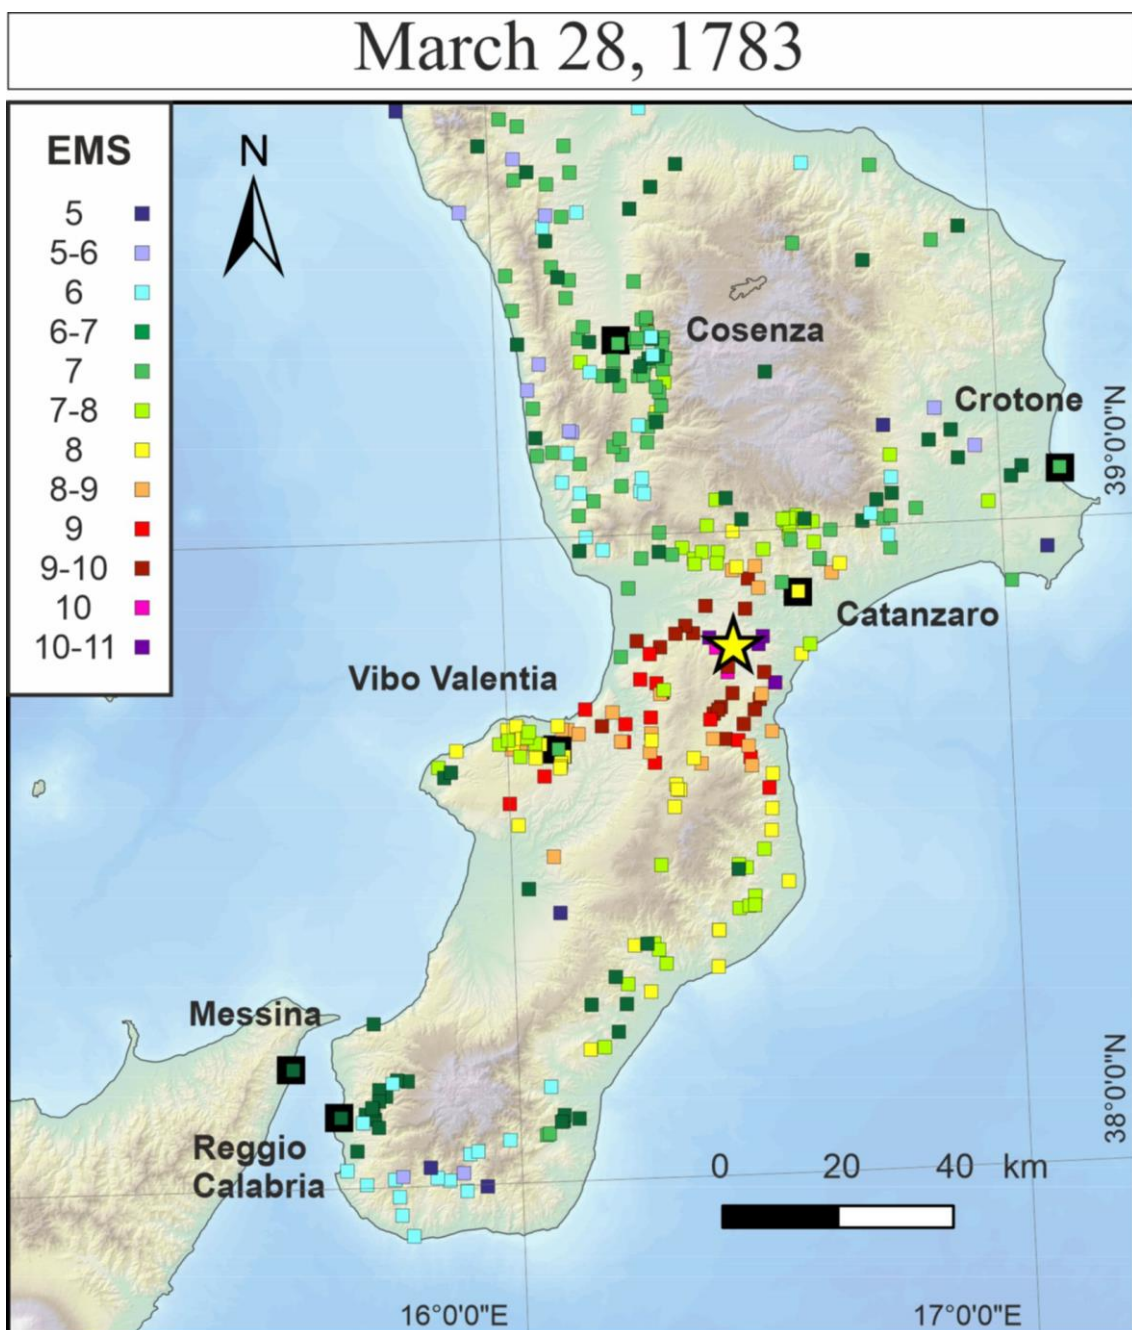 March 28, 1783
EMS
5
5-6
6
6-7
7
7-8
8
8-9
9
9-10
10
10-11
N
Cosenza
Crotone
39°0'0"N
Catanzaro
Vibo Valentia
Messina
Reggio
Calabria
38°0'0"N
0 20 40 km
16°0'0"E
17°0'0"E